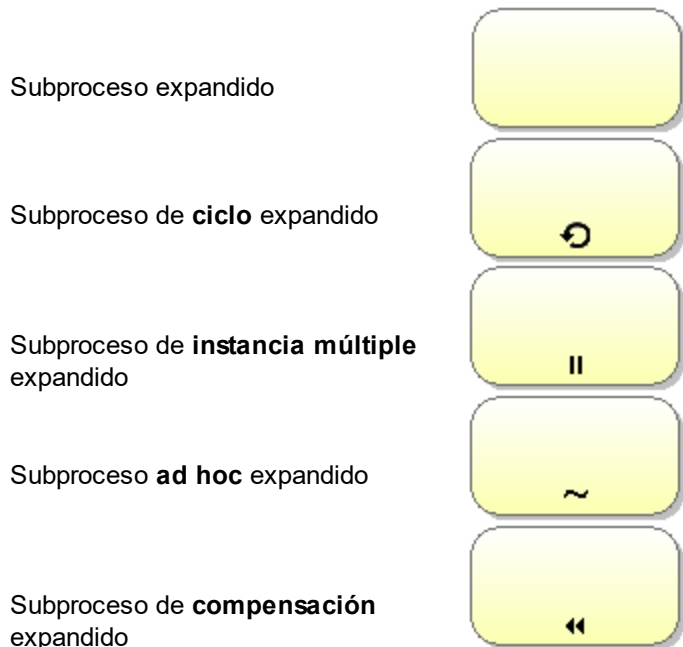 Subproceso expandido
Subproceso de ciclo expandido
Subproceso de instancia múltiple
expandido
Subproceso ad hoc expandido
~
Subproceso de compensación
expandido